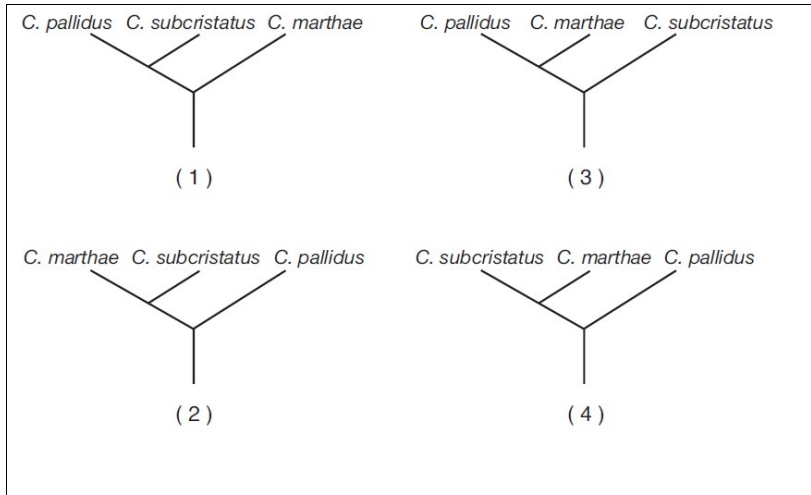 C. pallidus C. subcristatus C. marthae
(1)
C. pallidus C. marthae C. subcristatus
(3)
C. marthae C. subcristatus C. pallidus
(2)
C. subcristatus C. marthae C. pallidus
(4)